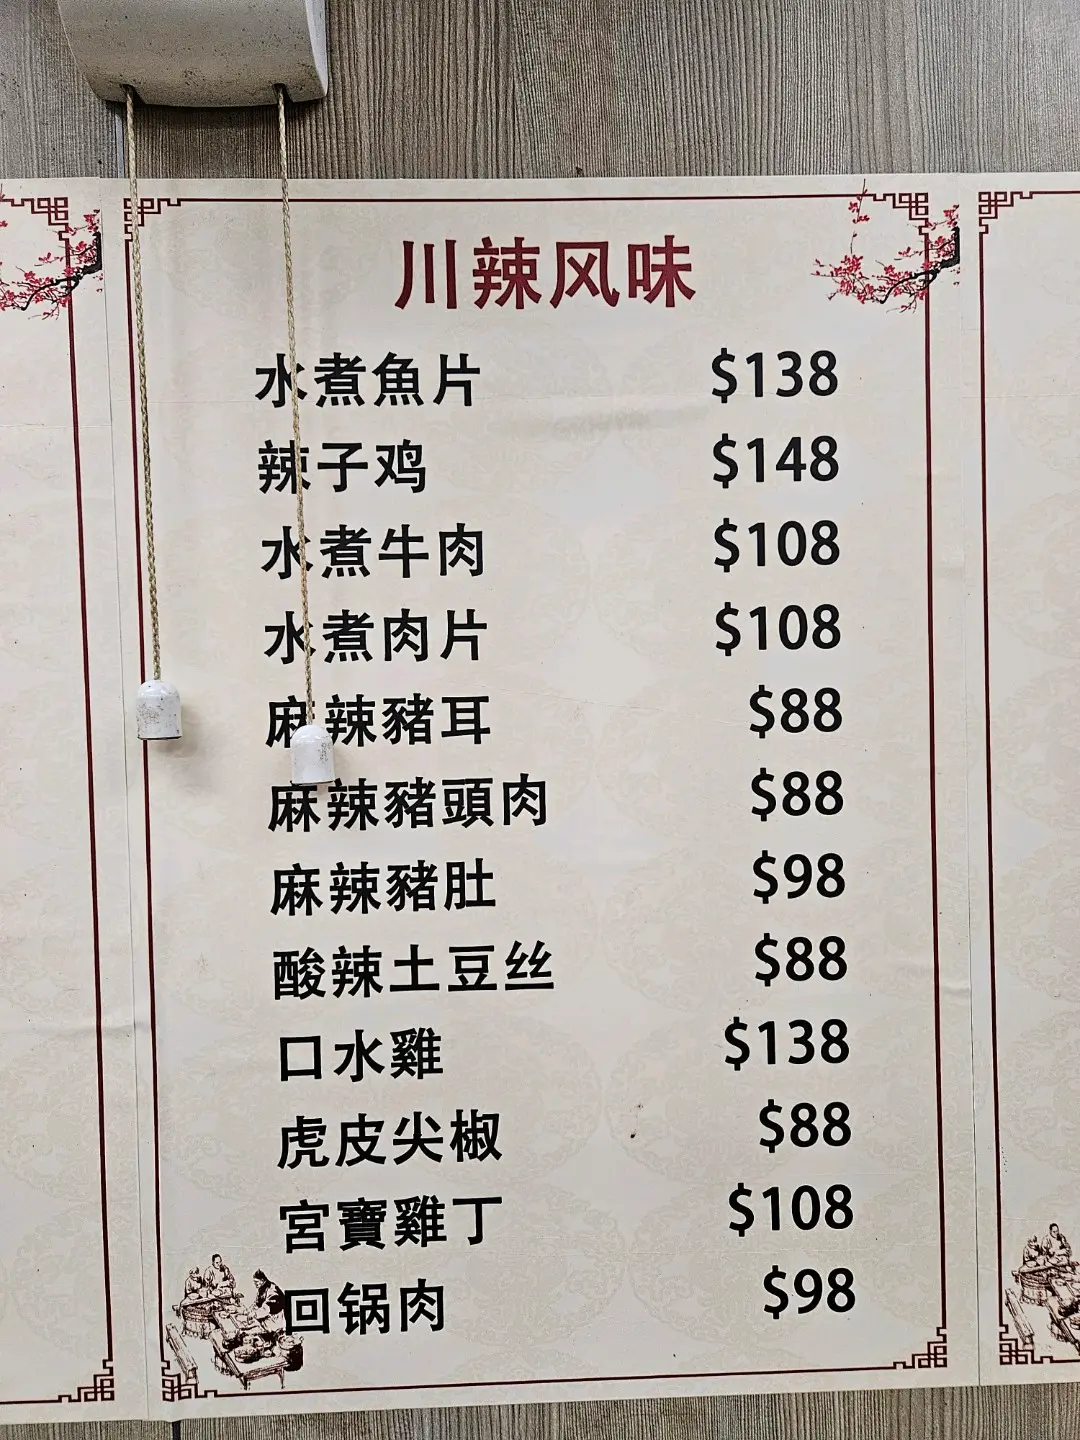 川辣风味
水煮魚片 $138
辣子鸡 $148
水煮牛肉 $108
水煮肉片 $108
麻辣豬耳 $88
麻辣豬頭肉 $88
麻辣豬肚 $98
酸辣土豆丝 $88
口水雞 $138
虎皮尖椒 $88
宮寶雞丁 $108
回锅肉 $98